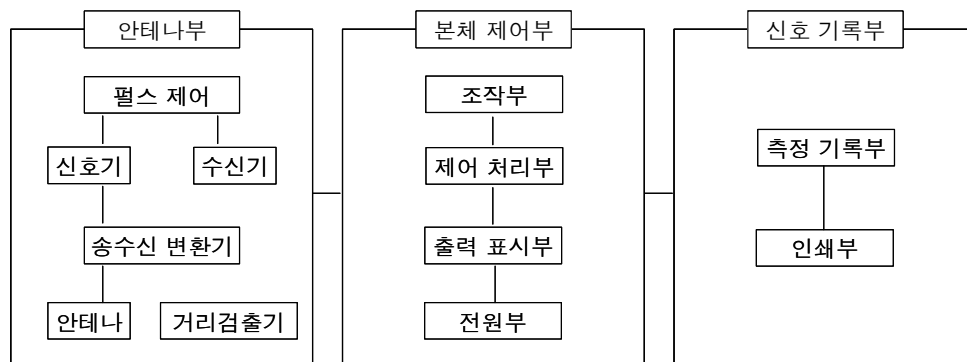 안테나부
펄스 제어
신호기
수신기
송수신 변환기
안테나
거리검출기
본체 제어부
조작부
제어 처리부
출력 표시부
전원부
신호 기록부
측정 기록부
인쇄부